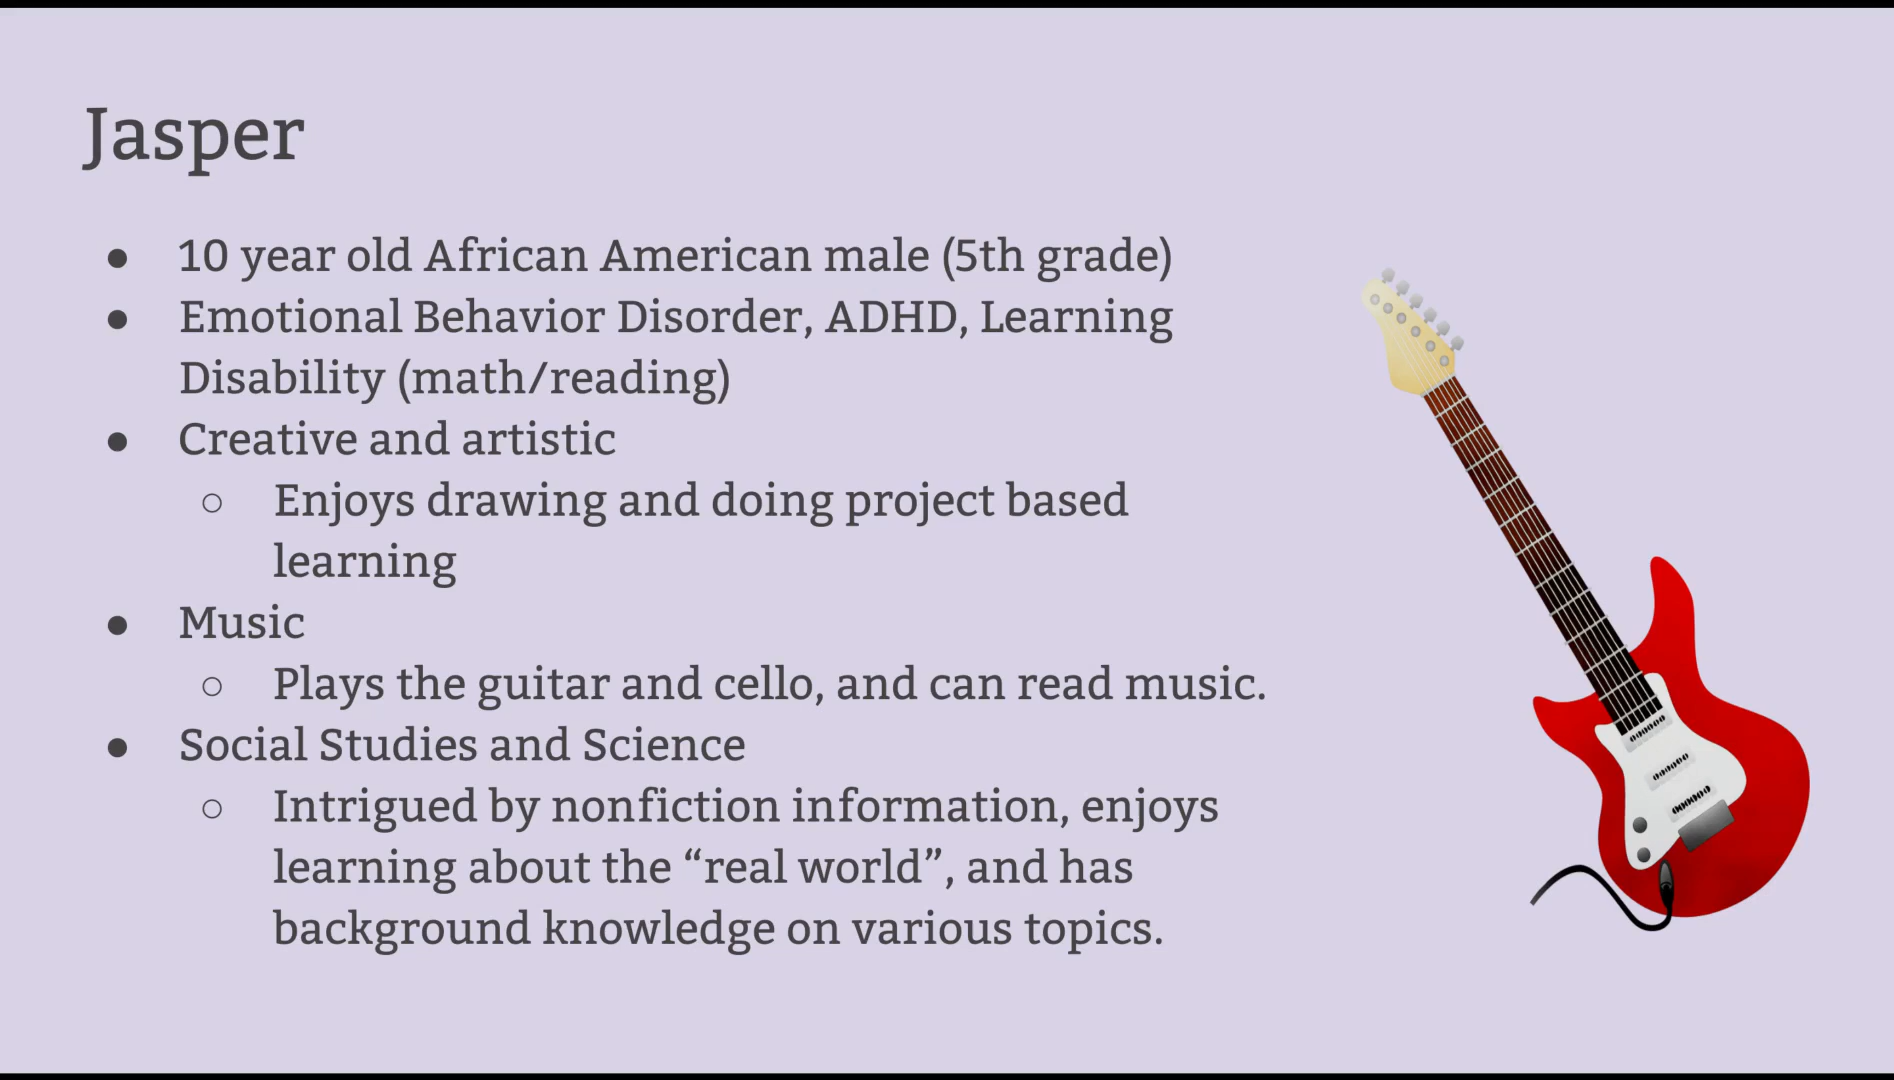 Jasper
● 10 year old African American male (5th grade)
● Emotional Behavior Disorder, ADHD, Learning
Disability (math/reading)
● Creative and artistic
○ Enjoys drawing and doing project based
learning
● Music
○ Plays the guitar and cello, and can read music.
● Social Studies and Science
○ Intrigued by nonfiction information, enjoys
learning about the “real world”, and has
background knowledge on various topics.